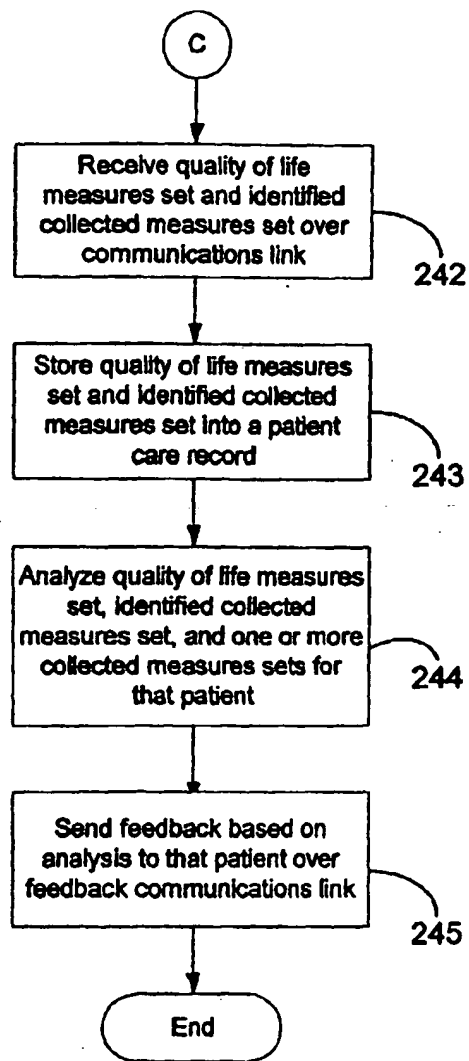 C
Receive quality of life
measures set and identified
collected measures set over
communications link
242
Store quality of life measures
set and identified collected
measures set into a patient
care record
243
Analyze quality of life measures
set, identified collected
measures set, and one or more
collected measures sets for
that patient
244
Send feedback based on
analysis to that patient over
feedback communications link
245
End